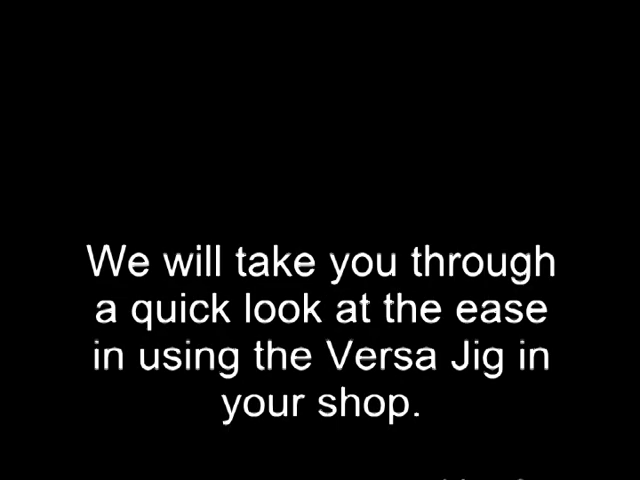 We will take you through
a quick look at the ease
in using the Versa Jig in
your shop.